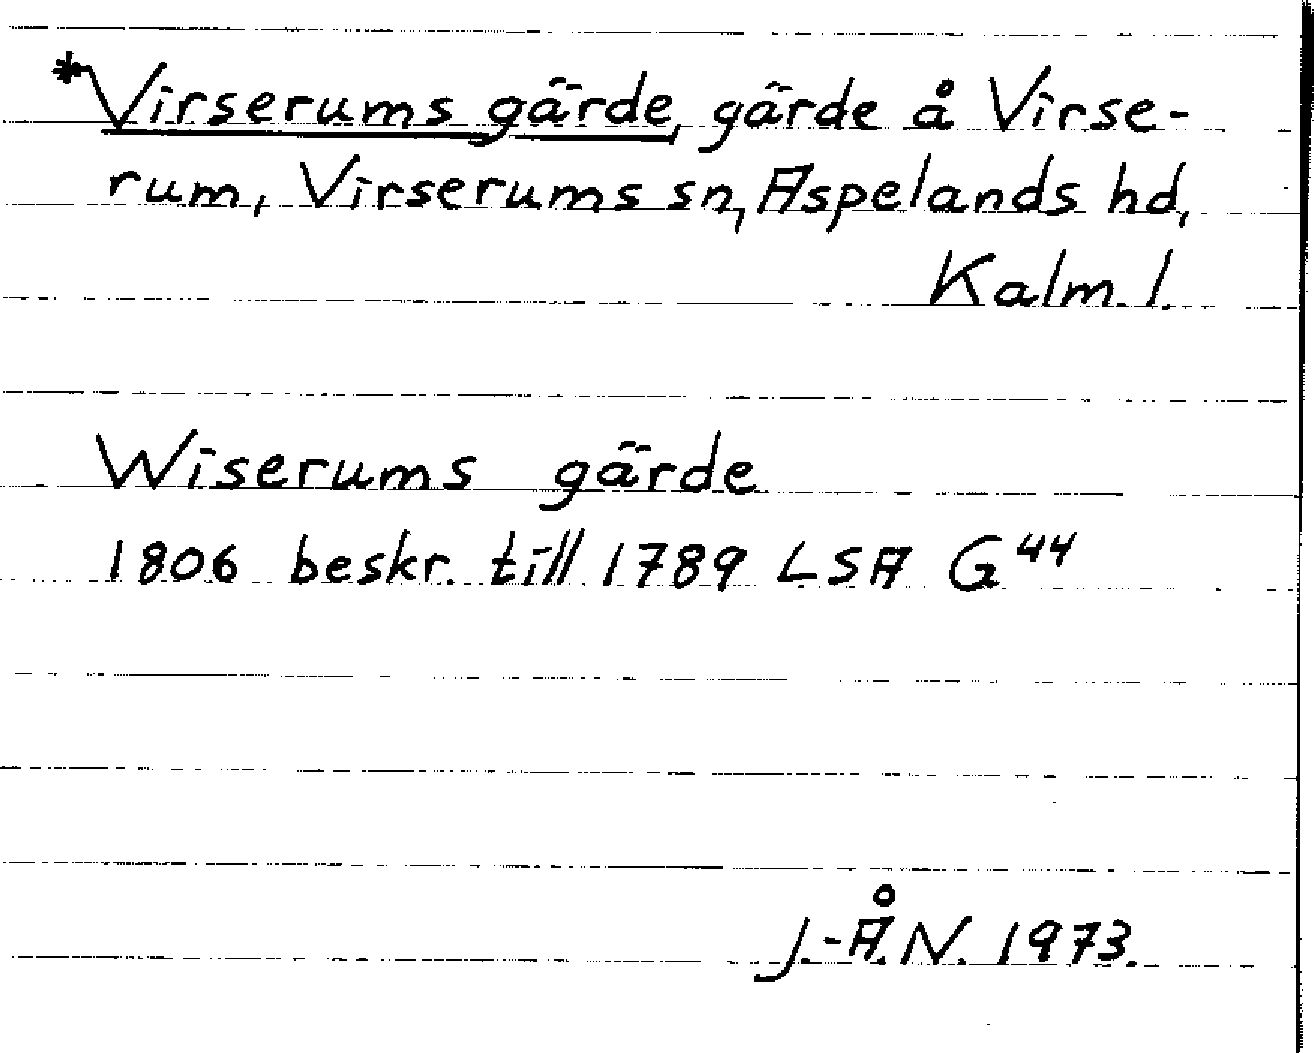 *Virserums gärde, gärde å Virse-
rum, Virserums sn, Aspelands hd,
Kalm. l.
Wiserums gärde
1806 beskr. till 1789 LSA G44
J.-Å. N. 1973.